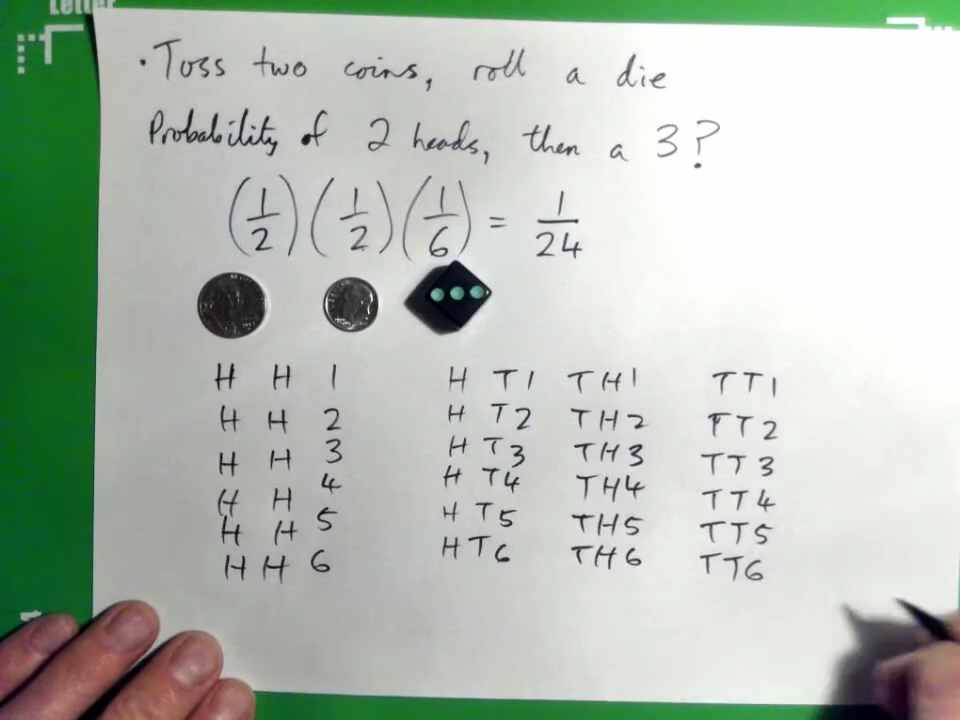 Letter
· Toss two coins, roll a die
Probability of 2 heads, then a 3?
(1/2)(1/2)(1/6) = 1/24
H H 1 H T1 TH1 TT1
H H 2 H T2 TH2 TT2
H H 3 H T3 TH3 TT3
H H 4 H T4 TH4 TT4
H H 5 H T5 TH5 TT5
H H 6 HT6 TH6 TT6